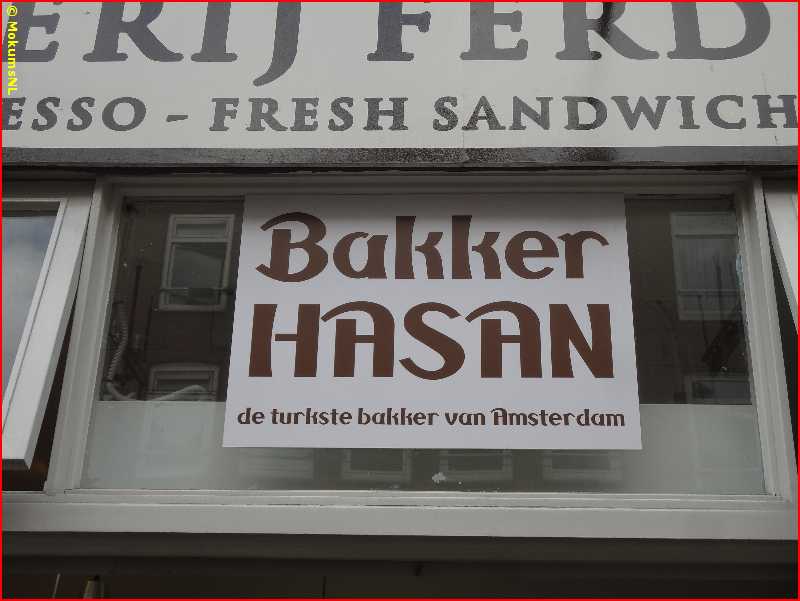 © MokumsNL
ERIJ FERD
ESSO - FRESH SANDWICH
Bakker
HASAN
de turkste bakker van Amsterdam